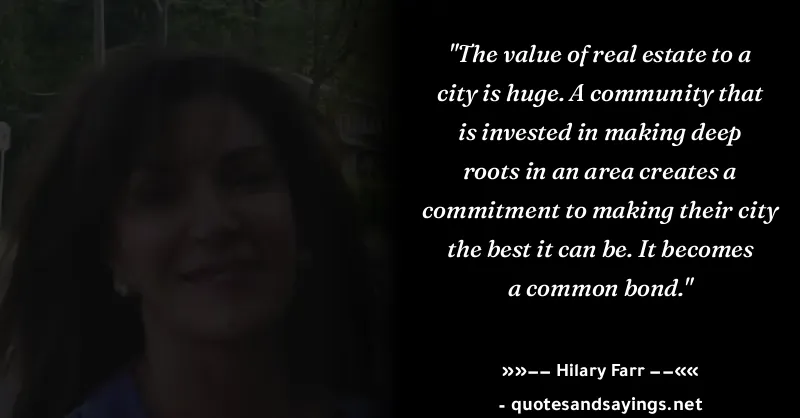 "The value of real estate to a
city is huge. A community that
is invested in making deep
roots in an area creates a
commitment to making their city
the best it can be. It becomes
a common bond."
»»–– Hilary Farr ––««
- quotesandsayings.net